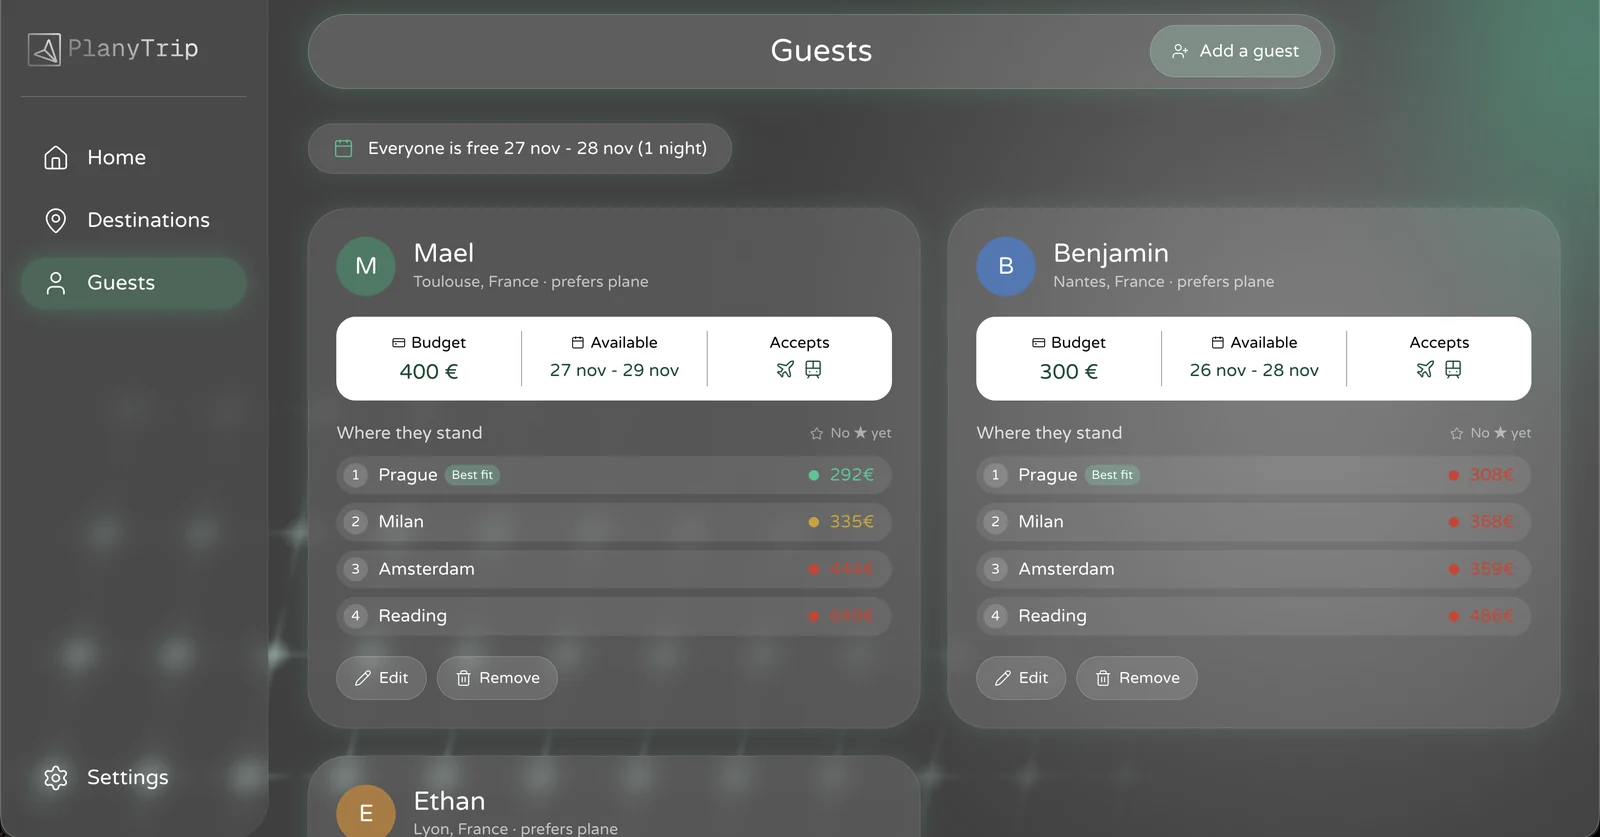 PlanyTrip
Home
Destinations
Guests
Settings
Guests
Add a guest
Everyone is free 27 nov - 28 nov (1 night)
M
Mael
Toulouse, France · prefers plane
Budget
400 €
Available
27 nov - 29 nov
Accepts
Where they stand
No ★ yet
1 Prague Best fit 292€
2 Milan 335€
3 Amsterdam 444€
4 Reading
Edit
Remove
B
Benjamin
Nantes, France · prefers plane
Budget
300 €
Available
26 nov - 28 nov
Accepts
Where they stand
No ★ yet
1 Prague Best fit 308€
2 Milan 368€
3 Amsterdam 359€
4 Reading 486€
Edit
Remove
E
Ethan
Lyon, France · prefers plane